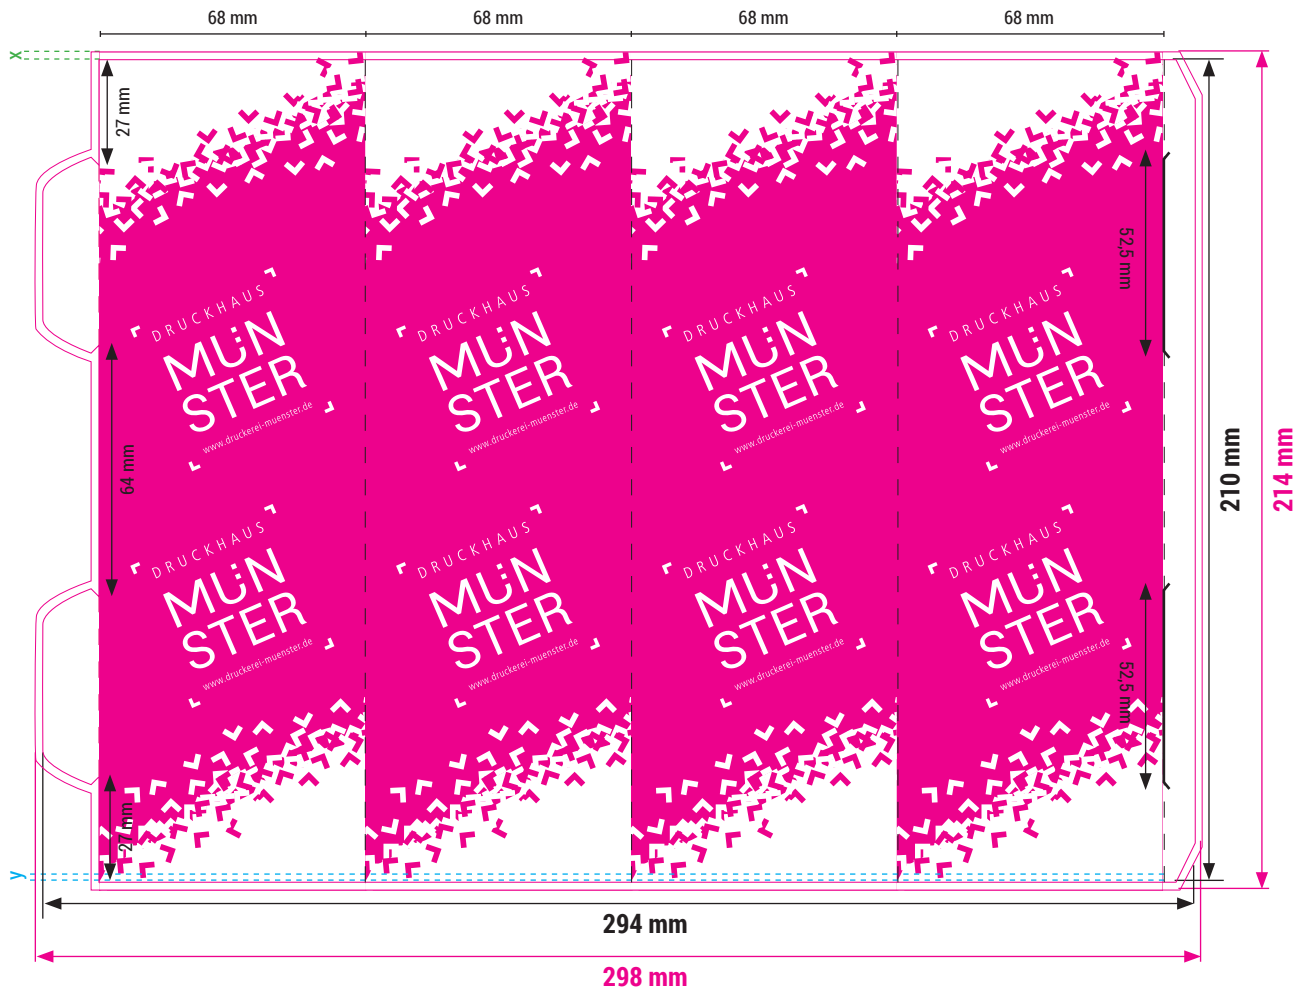 68 mm 68 mm 68 mm 68 mm
x
27 mm
52,5 mm
DRUCKHAUS DRUCKHAUS DRUCKHAUS DRUCKHAUS
MÜN MÜN MÜN MÜN
STER STER STER STER
www.druckerei-muenster.de www.druckerei-muenster.de www.druckerei-muenster.de www.druckerei-muenster.de
64 mm
210 mm
214 mm
DRUCKHAUS DRUCKHAUS DRUCKHAUS DRUCKHAUS
MÜN MÜN MÜN MÜN
STER STER STER STER
www.druckerei-muenster.de www.druckerei-muenster.de www.druckerei-muenster.de www.druckerei-muenster.de
52,5 mm
27 mm
y
294 mm
298 mm